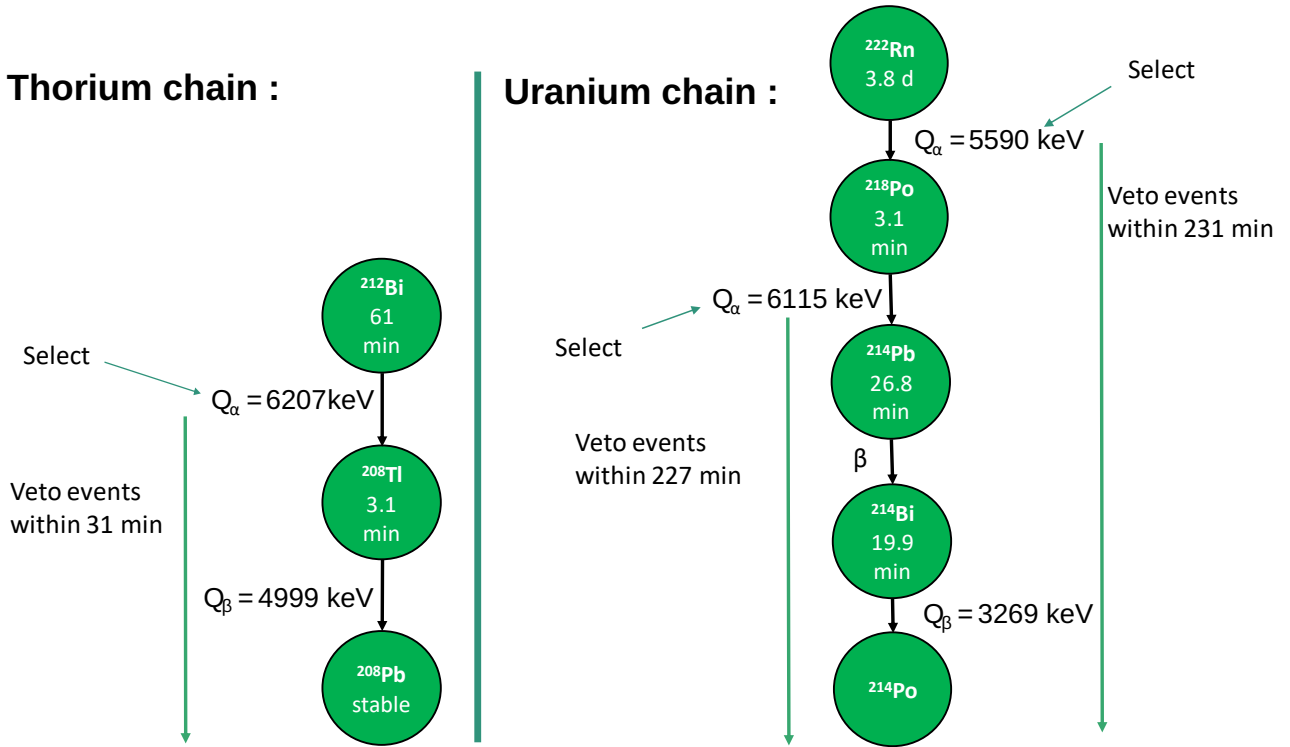 Thorium chain :
²¹²Bi
61
min
Select
Qα = 6207keV
Veto events
within 31 min
²⁰⁸Tl
3.1
min
Qβ = 4999 keV
²⁰⁸Pb
stable
Uranium chain :
²²²Rn
3.8 d
Select
Qα = 5590 keV
Veto events
within 231 min
²¹⁸Po
3.1
min
Qα = 6115 keV
Select
Veto events
within 227 min
²¹⁴Pb
26.8
min
β
²¹⁴Bi
19.9
min
Qβ = 3269 keV
²¹⁴Po